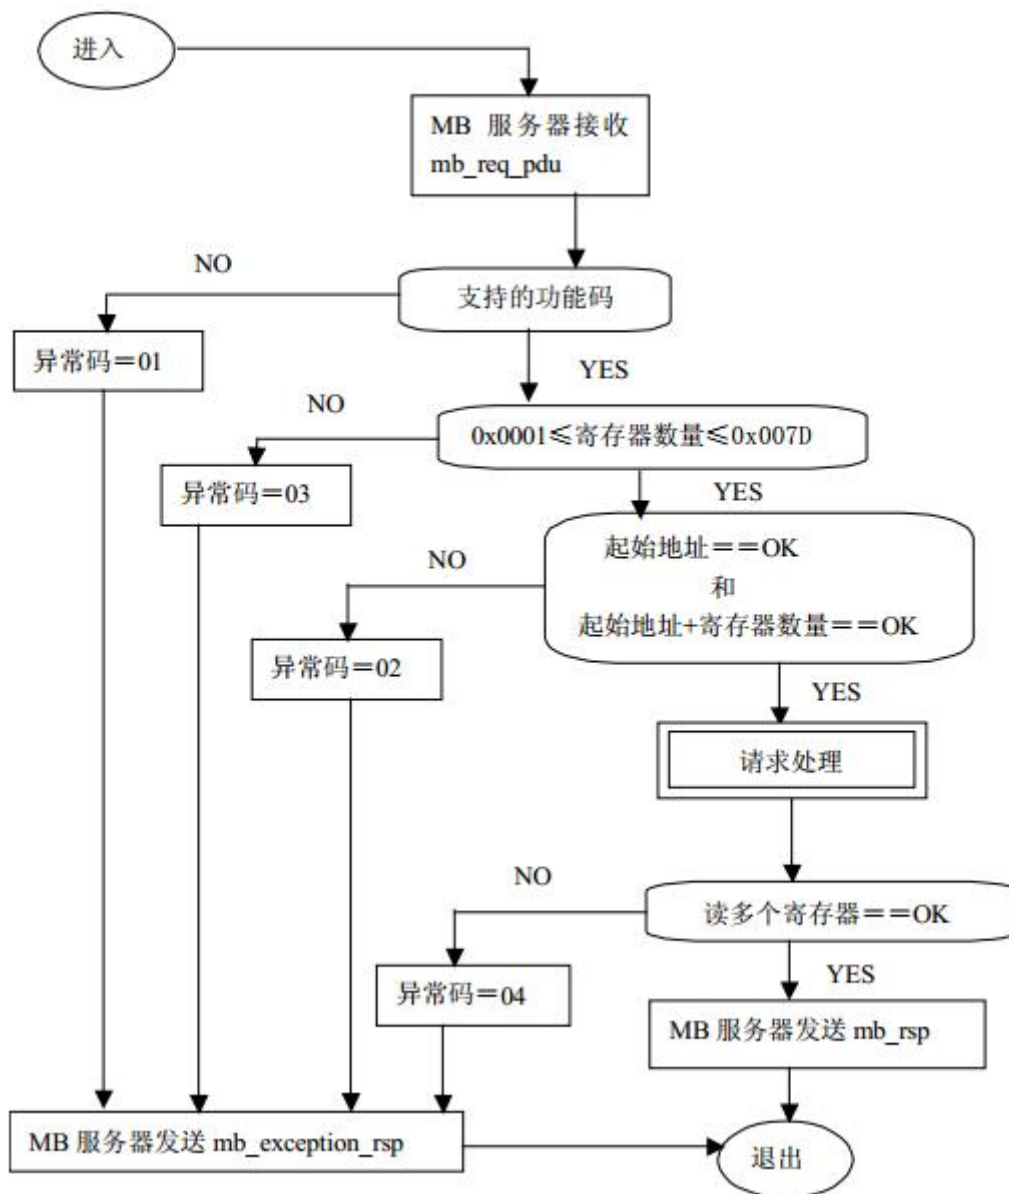 进入
MB 服务器接收
mb_req_pdu
NO
支持的功能码
异常码＝01
YES
NO
0x0001≤寄存器数量≤0x007D
异常码＝03
YES
起始地址＝＝OK
NO
和
起始地址+寄存器数量＝＝OK
异常码＝02
YES
请求处理
NO
读多个寄存器＝＝OK
YES
异常码＝04
MB 服务器发送 mb_rsp
MB 服务器发送 mb_exception_rsp
退出